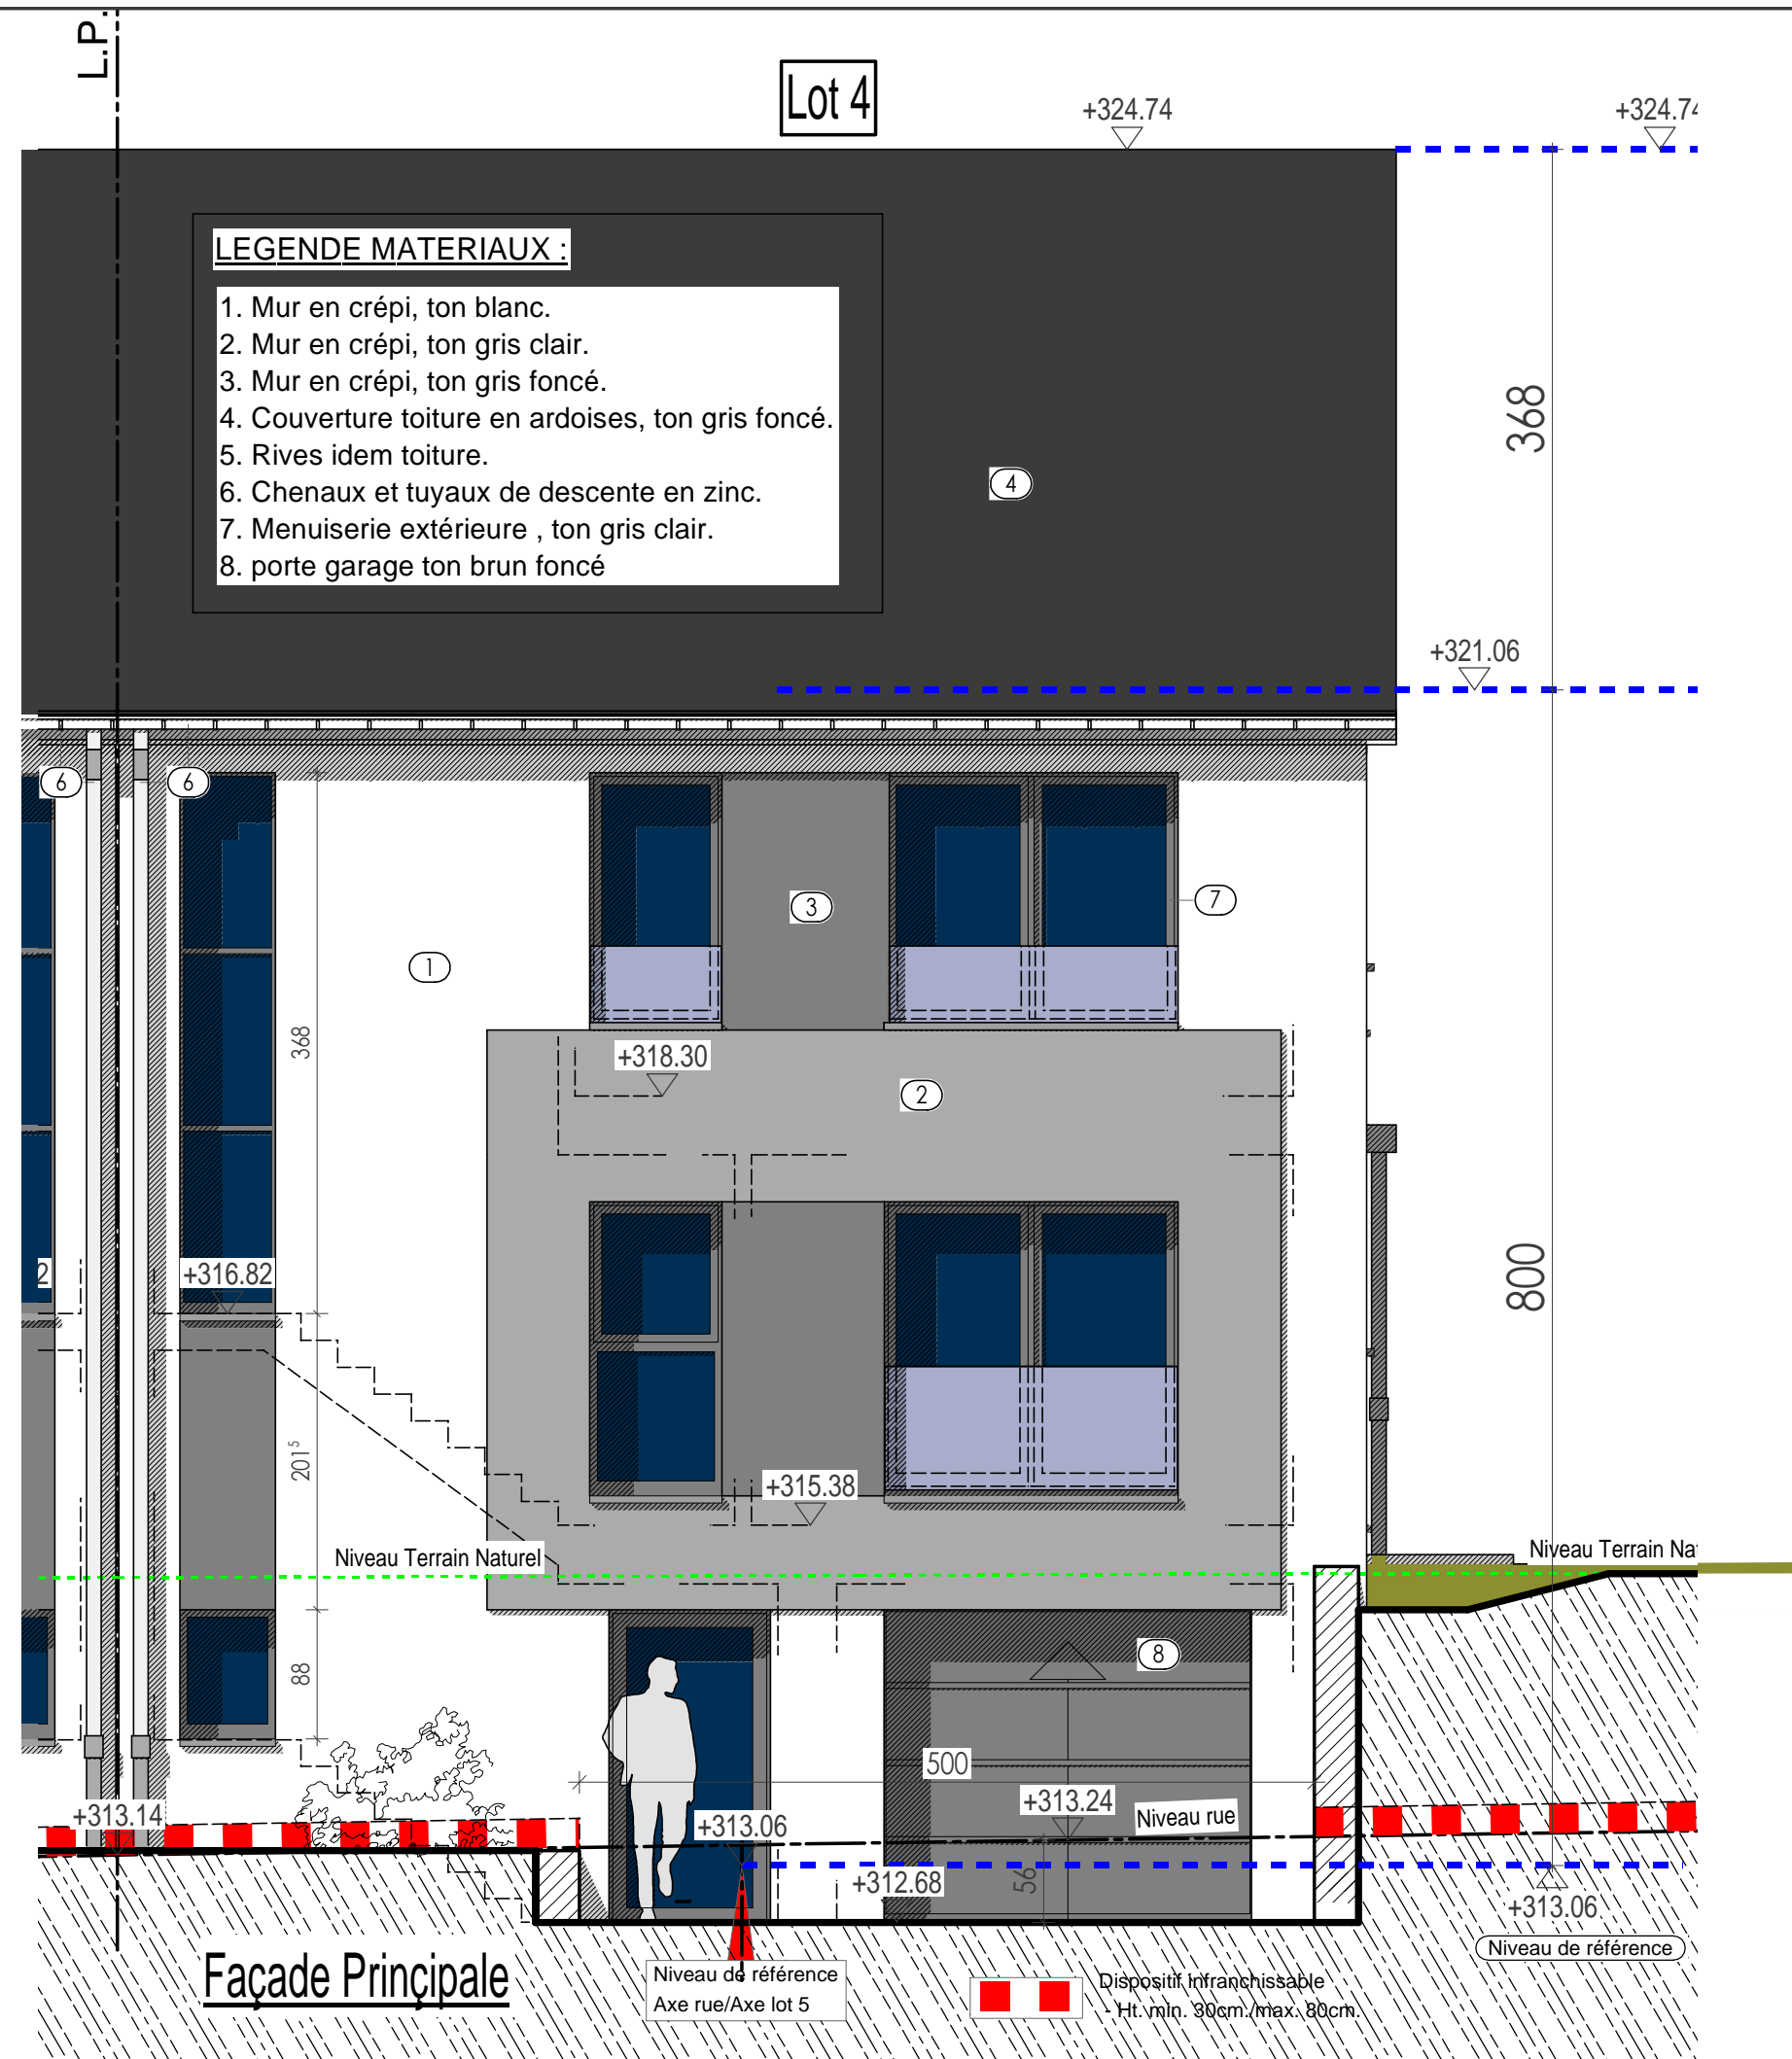 L.P.
Lot 4
+324.74
+324.74
LEGENDE MATERIAUX :
1. Mur en crépi, ton blanc.
2. Mur en crépi, ton gris clair.
3. Mur en crépi, ton gris foncé.
4. Couverture toiture en ardoises, ton gris foncé.
5. Rives idem toiture.
6. Chenaux et tuyaux de descente en zinc.
7. Menuiserie extérieure , ton gris clair.
8. porte garage ton brun foncé
368
4
+321.06
6
6
3
7
1
368
+318.30
2
2
+316.82
800
201⁵
+315.38
Niveau Terrain Naturel
Niveau Terrain Na
8
88
500
+313.14
+313.06
+313.24
Niveau rue
+312.68
56
+313.06
Niveau de référence
Façade Prinçipale
Niveau de référence
Axe rue/Axe lot 5
Dispositif infranchissable
- Ht. min. 30cm./max. 80cm.